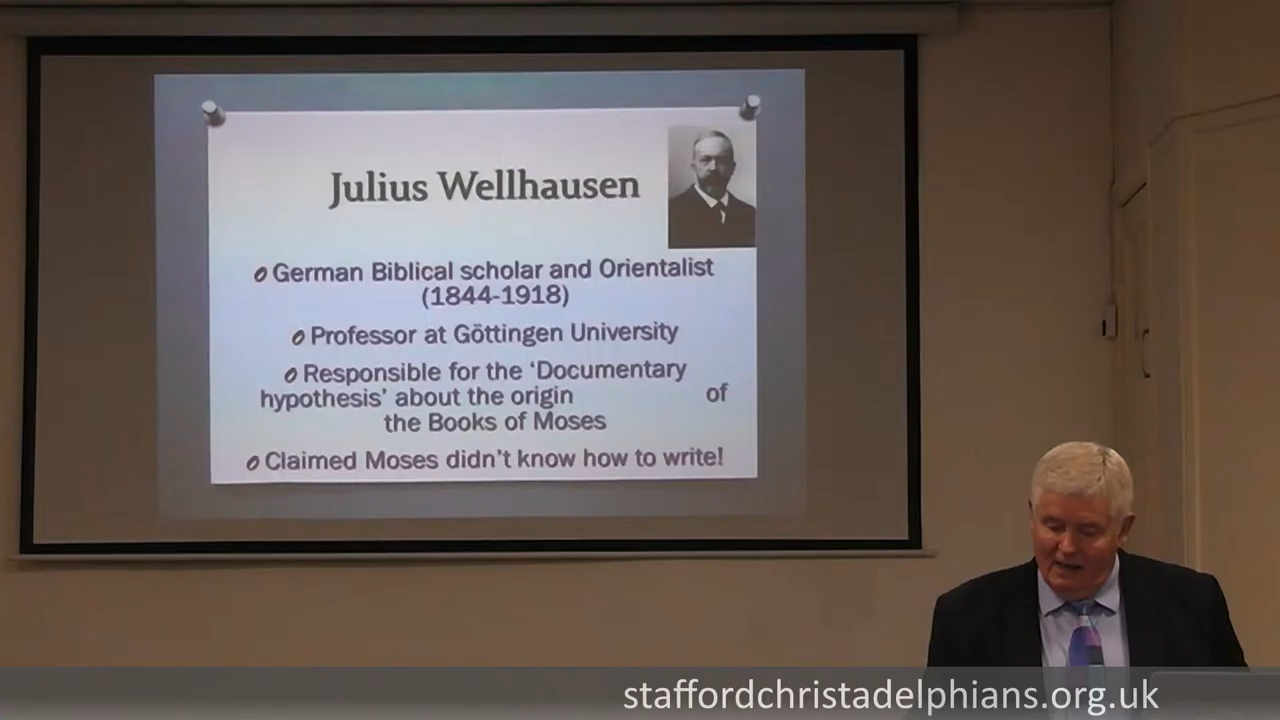 Julius Wellhausen
German Biblical scholar and Orientalist
(1844-1918)
Professor at Göttingen University
Responsible for the ‘Documentary
hypothesis’ about the origin of
the Books of Moses
Claimed Moses didn't know how to write!
staffordchristadelphians.org.uk